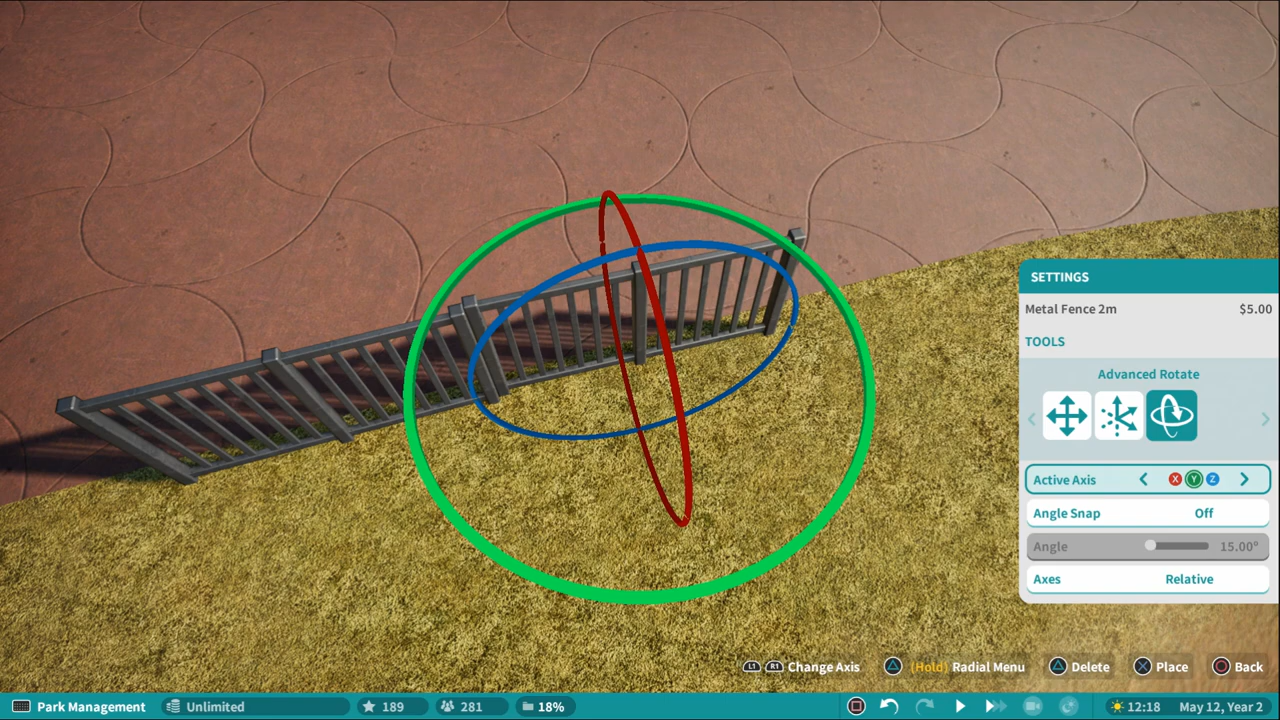 SETTINGS
Metal Fence 2m $5.00
TOOLS
Advanced Rotate
Active Axis X Y Z
Angle Snap Off
Angle 15.00°
Axes Relative
L1 R1 Change Axis (Hold) Radial Menu Delete Place Back
Park Management Unlimited 189 281 18% 12:18 May 12, Year 2